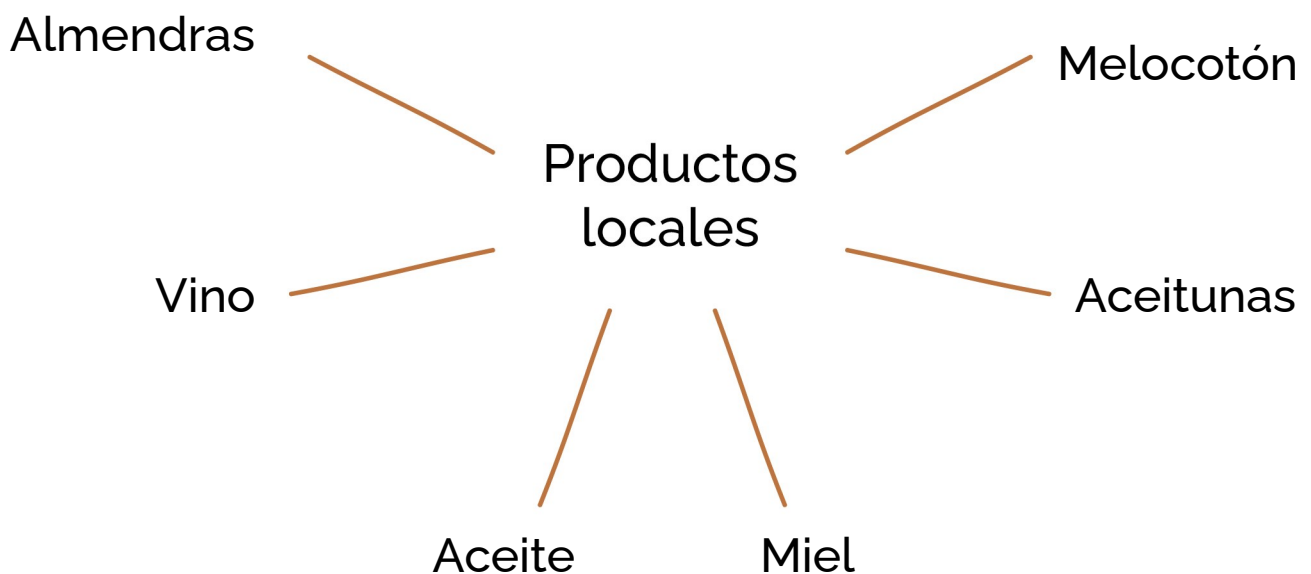 Almendras
Melocotón
Productos
locales
Vino
Aceitunas
Aceite
Miel